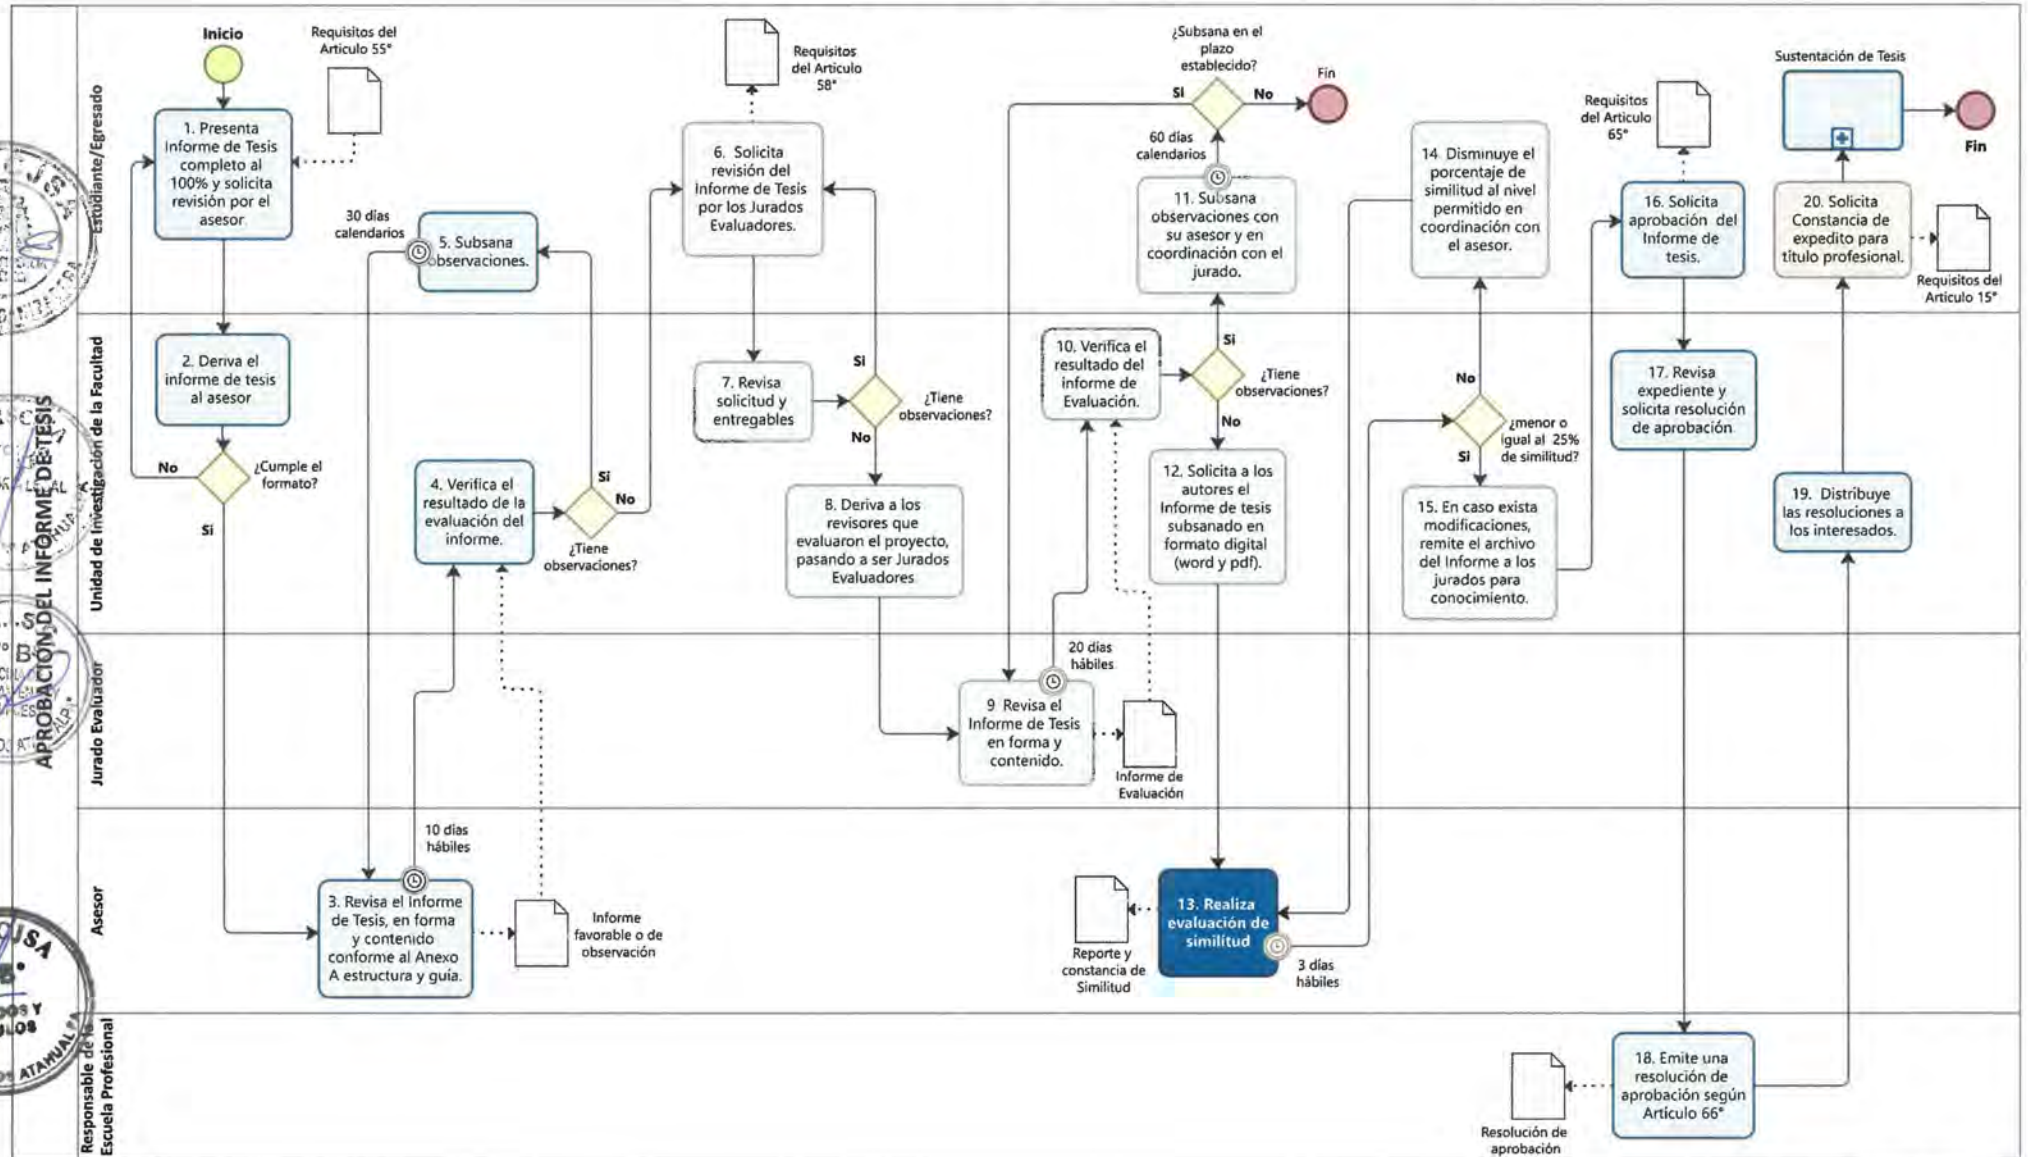 APROBACIÓN DEL INFORME DE TESIS
Estudiante/Egresado
Inicio
Requisitos del
Articulo 55°
1. Presenta
Informe de Tesis
completo al
100% y solicita
revisión por el
asesor
30 días
calendarios
5. Subsana
observaciones.
Requisitos
del Articulo
58°
6. Solicita
revisión del
Informe de Tesis
por los Jurados
Evaluadores.
¿Subsana en el
plazo
establecido?
Si
No
Fin
60 días
calendarios
11. Subsana
observaciones con
su asesor y en
coordinación con el
jurado.
14 Disminuye el
porcentaje de
similitud al nivel
permitido en
coordinación con
el asesor.
Requisitos
del Articulo
65°
16. Solicita
aprobación del
Informe de
tesis.
Sustentación de Tesis
Fin
20. Solicita
Constancia de
expedito para
título profesional.
Requisitos del
Artículo 15°
Unidad de Investigación de la Facultad
2. Deriva el
informe de tesis
al asesor
No
¿Cumple el
formato?
Si
4. Verifica el
resultado de la
evaluación del
informe.
Si
No
¿Tiene
observaciones?
7. Revisa
solicitud y
entregables
Si
¿Tiene
observaciones?
No
8. Deriva a los
revisores que
evaluaron el proyecto,
pasando a ser Jurados
Evaluadores
10. Verifica el
resultado del
informe de
Evaluación.
Si
¿Tiene
observaciones?
No
12. Solicita a los
autores el
Informe de tesis
subsanado en
formato digital
(word y pdf).
No
¿menor o
igual al 25%
de similitud?
Si
15. En caso exista
modificaciones,
remite el archivo
del Informe a los
jurados para
conocimiento.
17. Revisa
expediente y
solicita resolución
de aprobación
19. Distribuye
las resoluciones a
los interesados.
Jurado Evaluador
20 días
hábiles
9 Revisa el
Informe de Tesis
en forma y
contenido.
Informe de
Evaluación
Asesor
10 días
hábiles
3. Revisa el Informe
de Tesis, en forma
y contenido
conforme al Anexo
A estructura y guía.
Informe
favorable o de
observación
Reporte y
constancia de
Similitud
13. Realiza
evaluación de
similitud
3 días
hábiles
Responsable de la
Escuela Profesional
18. Emite una
resolución de
aprobación según
Artículo 66°
Resolución de
aprobación
ATAHUALPA